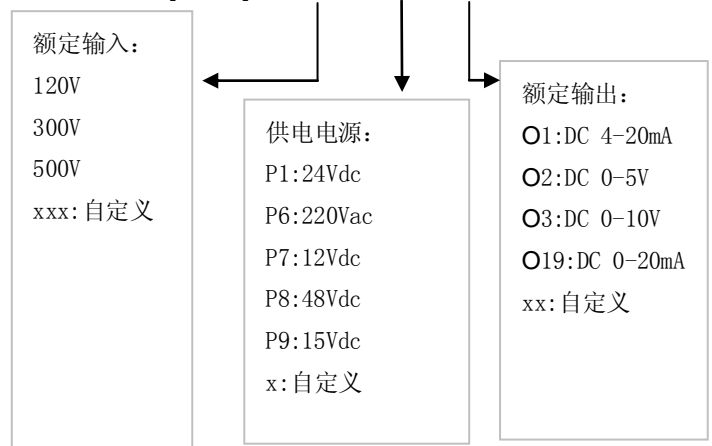 额定输入：
120V
300V
500V
xxx:自定义
供电电源：
P1:24Vdc
P6:220Vac
P7:12Vdc
P8:48Vdc
P9:15Vdc
x:自定义
额定输出：
O1:DC 4-20mA
O2:DC 0-5V
O3:DC 0-10V
O19:DC 0-20mA
xx:自定义